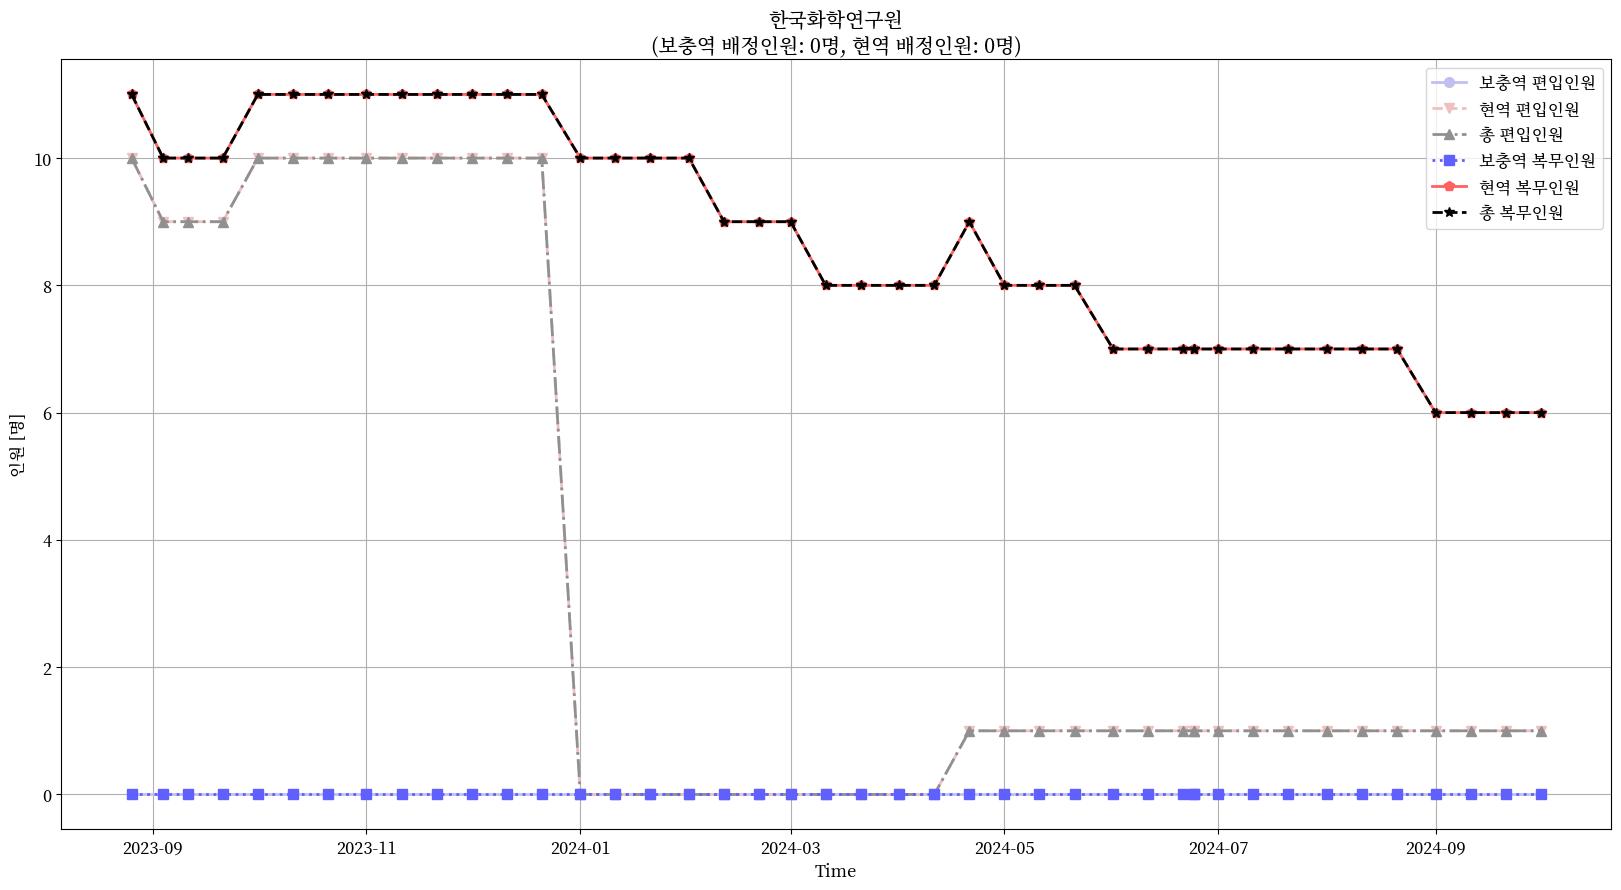 한국화학연구원
(보충역 배정인원: 0명, 현역 배정인원: 0명)
보충역 편입인원
현역 편입인원
총 편입인원
보충역 복무인원
현역 복무인원
총 복무인원
인원 [명]
10
8
6
4
2
0
2023-09
2023-11
2024-01
2024-03
2024-05
2024-07
2024-09
Time